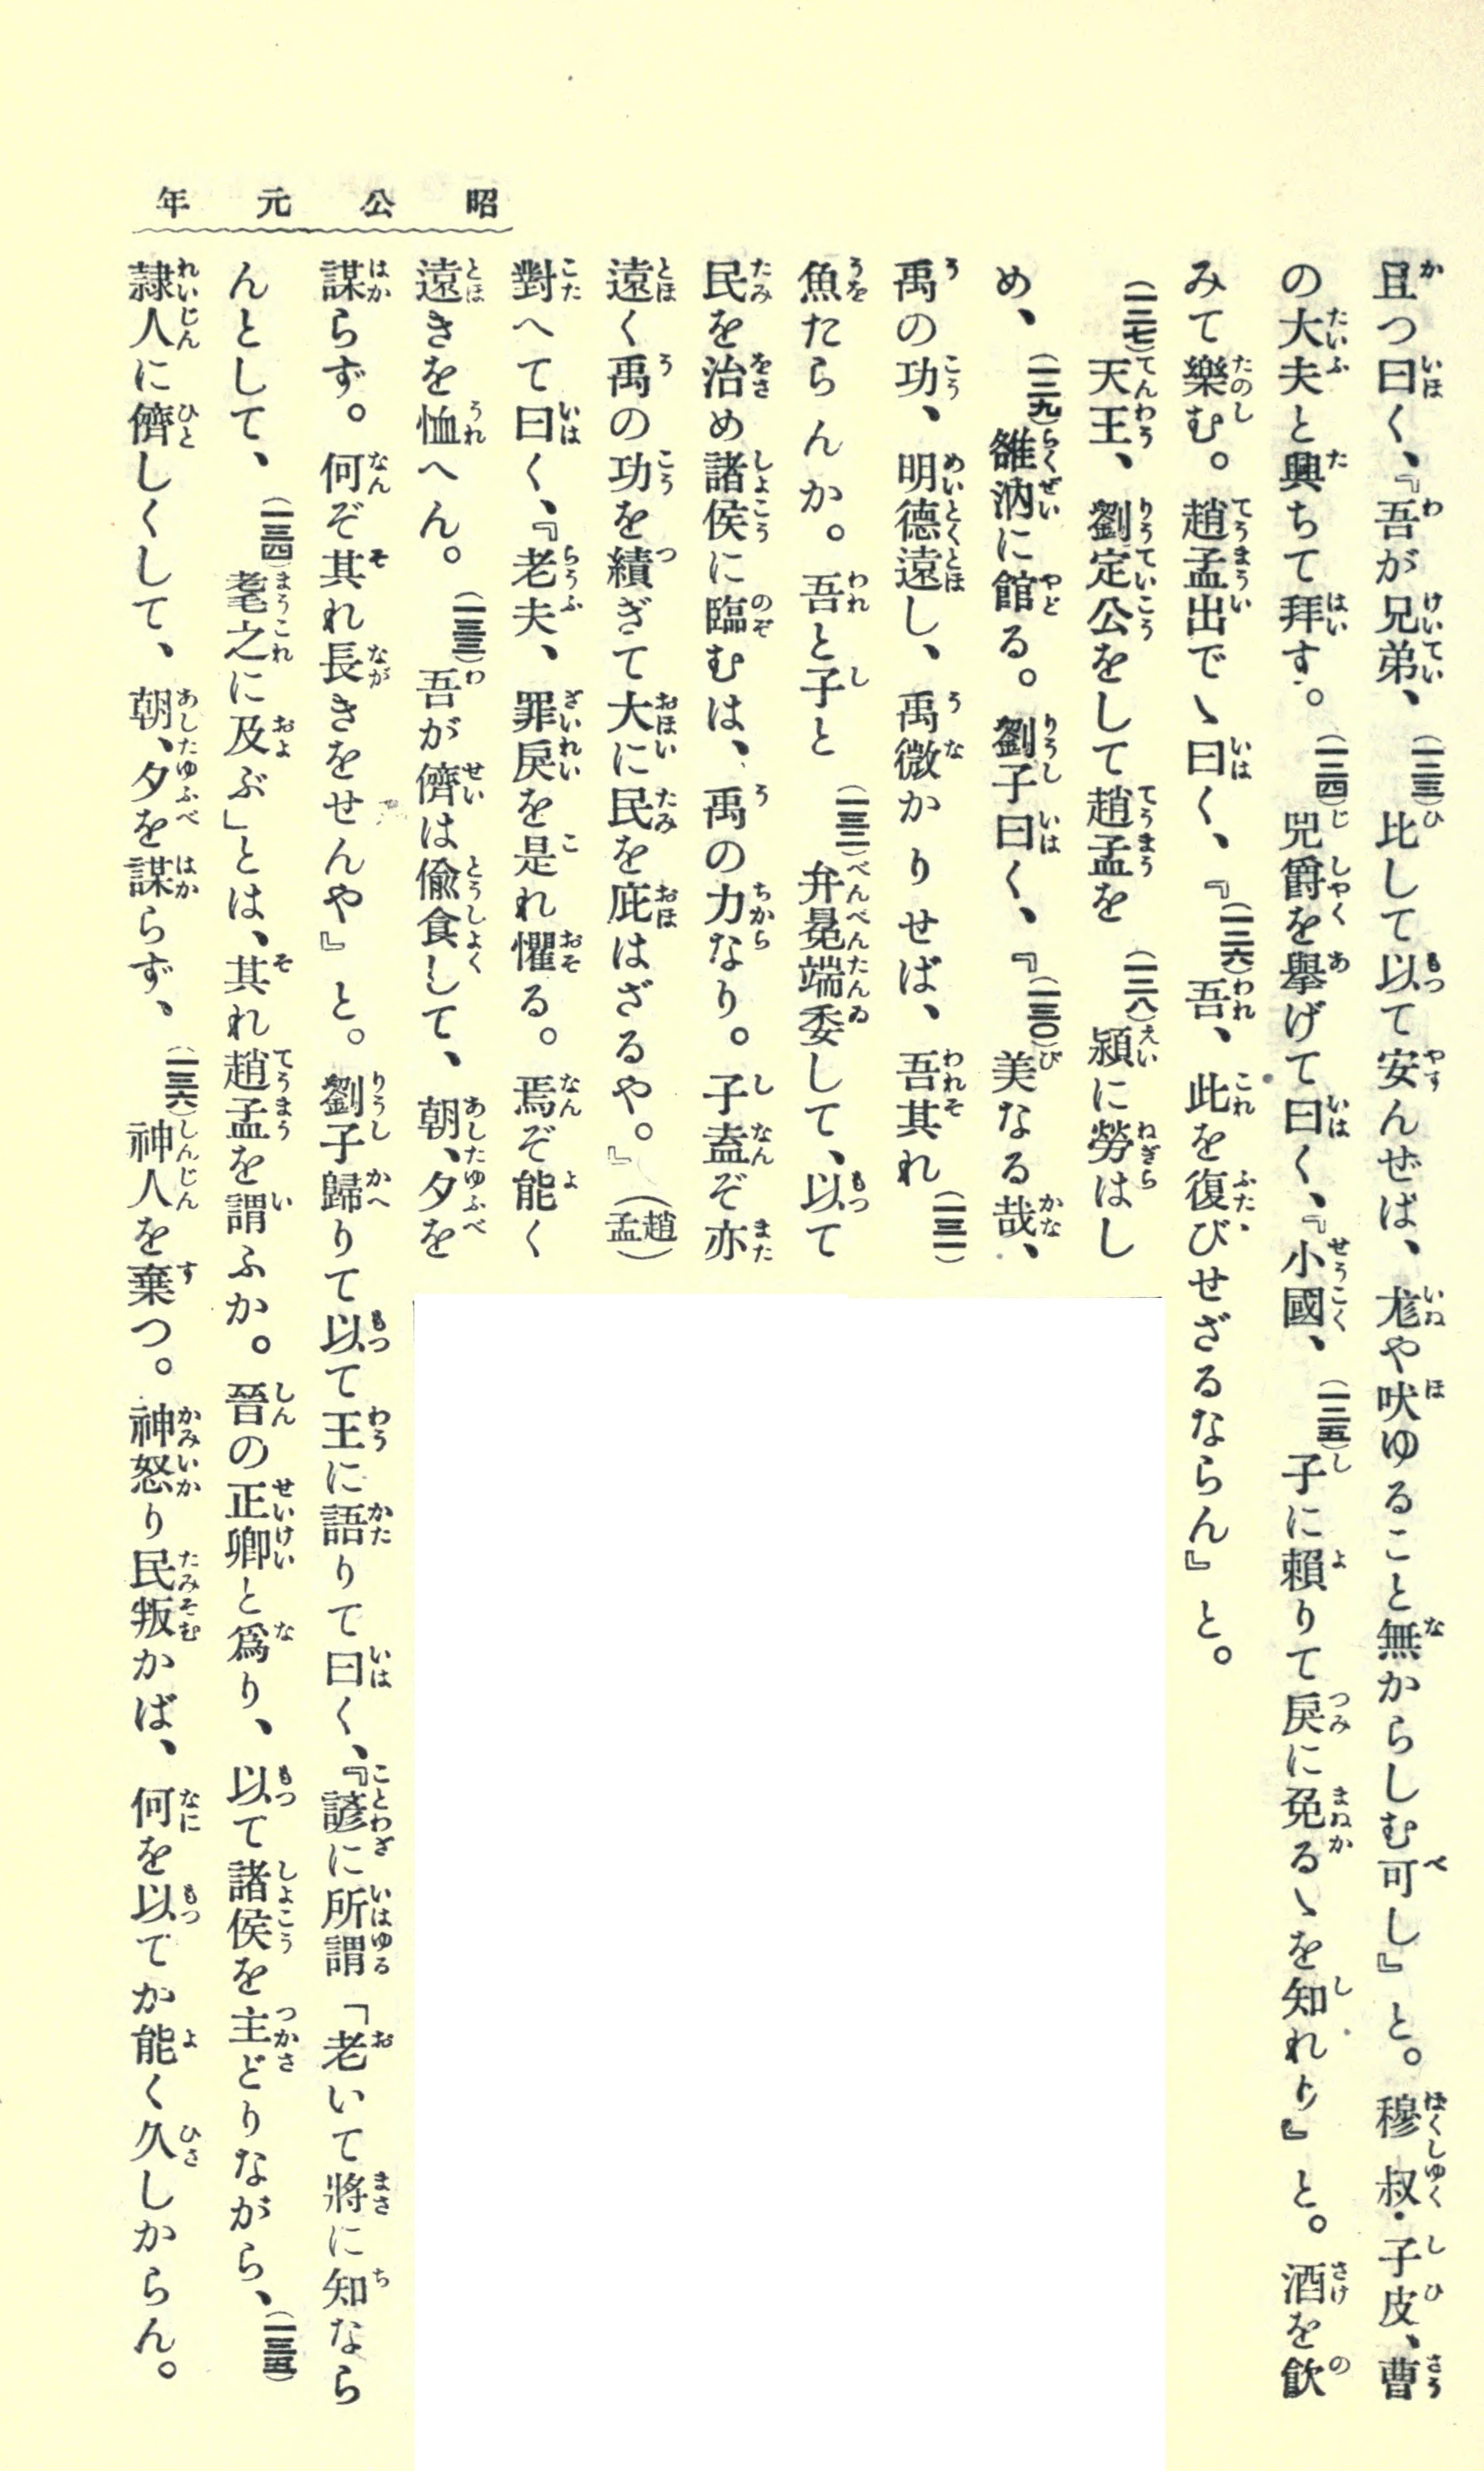 昭公元年
且つ曰く、『吾が兄弟、(一二三)比して以て安んぜば、尨や吠ゆること無からしむ可し』と。穆叔・子皮、曹
の大夫と興ちて拜す。(一二四)兕爵を擧げて曰く、『小國、(一二五)子に賴りて戾に免るゝを知れり』と。酒を飮
みて樂む。趙孟出でゝ曰く、『(一二六)吾、此を復びせざるならん』と。
(一二七)天王、劉定公をして趙孟を(一二八)潁に勞はし
め、(一二九)雒汭に館る。劉子曰く、『(一三〇)美なる哉、
禹の功、明德遠し、禹微かりせば、吾其れ(一三一)
魚たらんか。吾と子と(一三二)弁冕端委して、以て
民を治め諸侯に臨むは、禹の力なり。子盍ぞ亦
遠く禹の功を績ぎて大に民を庇はざるや。』(趙孟)
對へて曰く、『老夫、罪戾を是れ懼る。焉ぞ能く
遠きを恤へん。(一三三)吾が儕は偸食して、朝、夕を
謀らず。何ぞ其れ長きをせんや』と。劉子歸りて以て王に語りて曰く、『諺に所謂「老いて將に知なら
んとして、(一三四)耄之に及ぶ」とは、其れ趙孟を謂ふか。晉の正卿と爲り、以て諸侯を主どりながら、(一三五)
隷人に儕しくして、朝、夕を謀らず、(一三六)神人を棄つ。神怒り民叛かば、何を以てか能く久しからん。